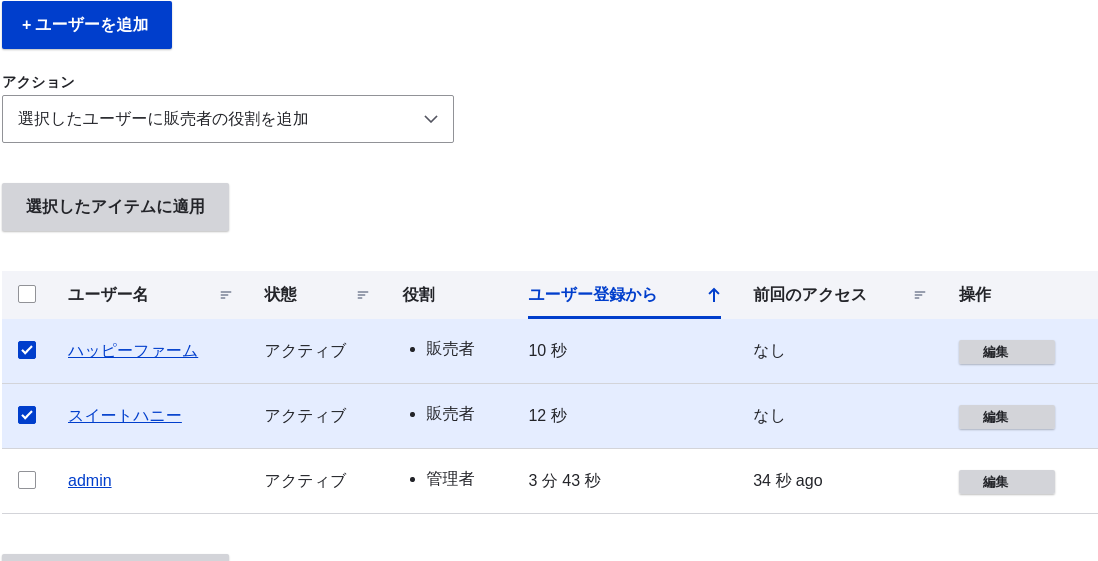 + ユーザーを追加
アクション
選択したユーザーに販売者の役割を追加
選択したアイテムに適用
ユーザー名 状態 役割 ユーザー登録から 前回のアクセス 操作
ハッピーファーム アクティブ • 販売者 10 秒 なし 編集
スイートハニー アクティブ • 販売者 12 秒 なし 編集
admin アクティブ • 管理者 3 分 43 秒 34 秒 ago 編集